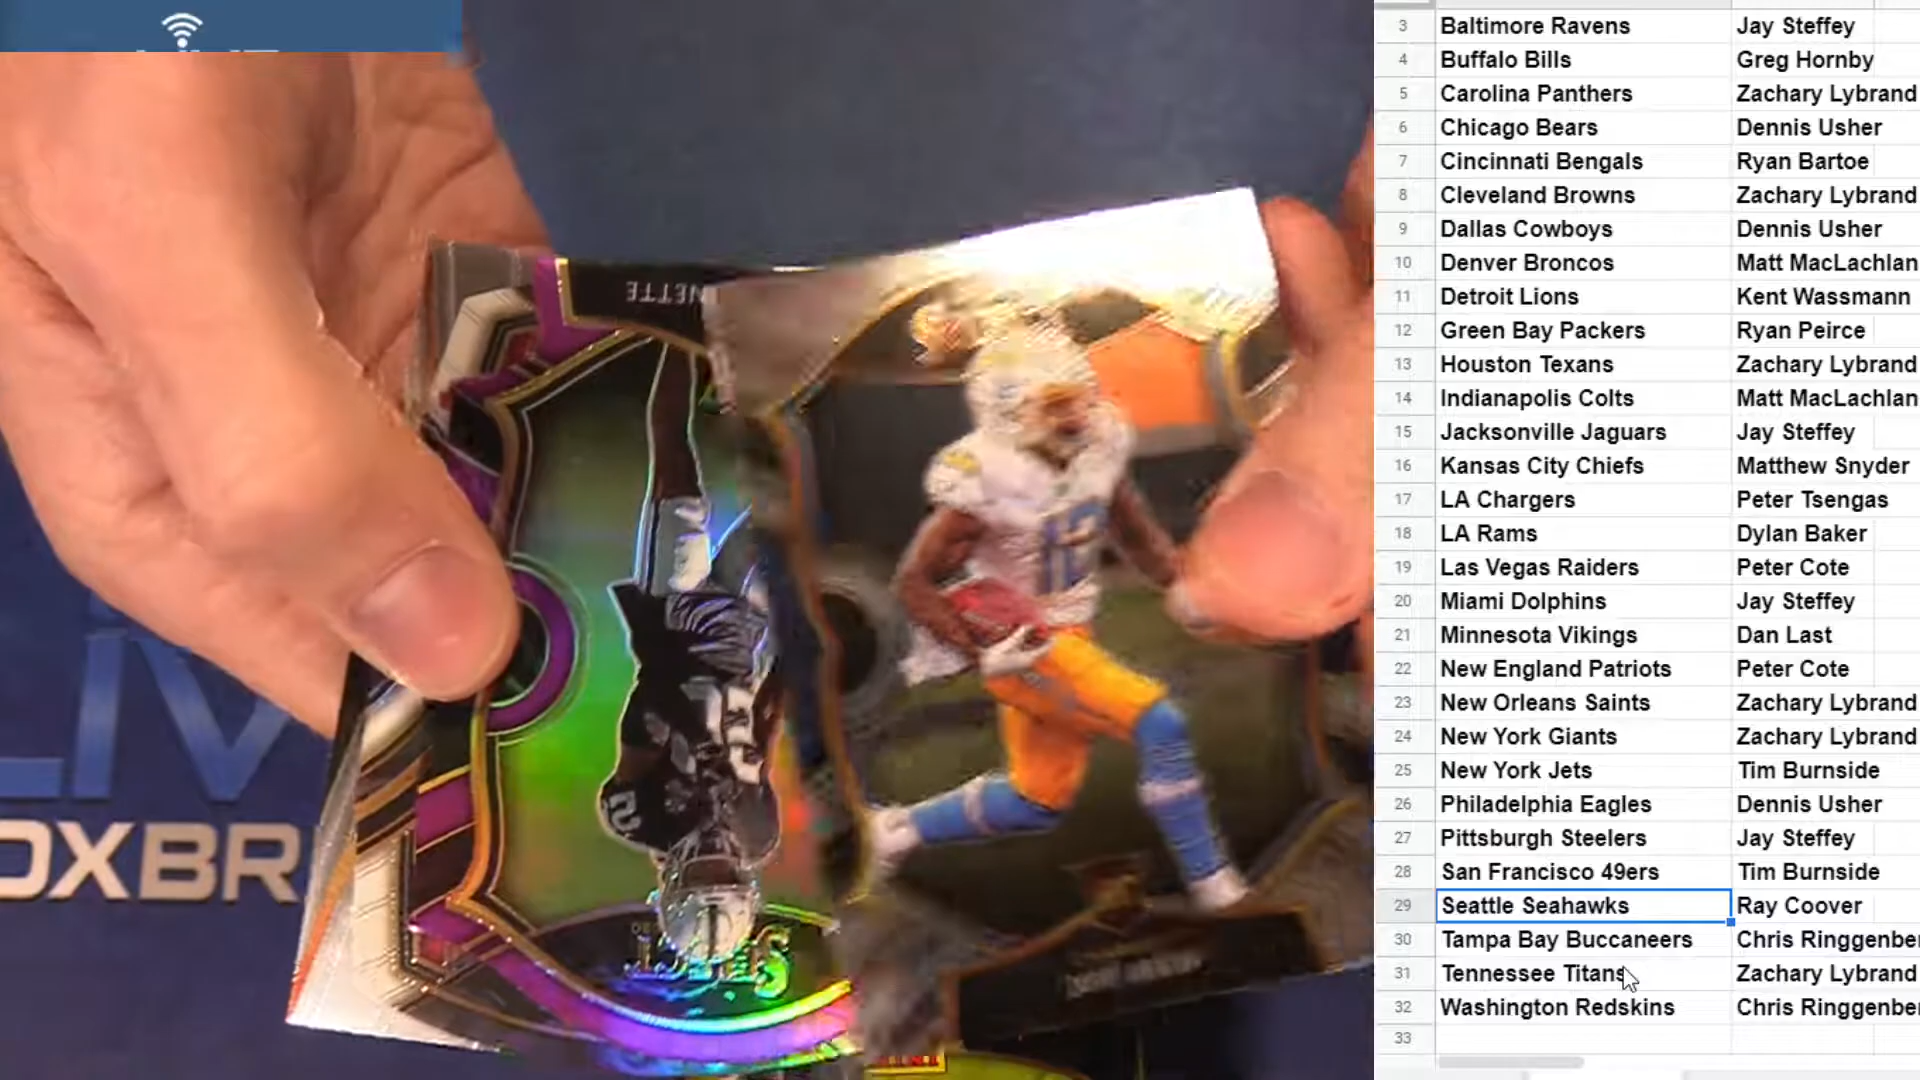 3 Baltimore Ravens Jay Steffey
4 Buffalo Bills Greg Hornby
5 Carolina Panthers Zachary Lybrand
6 Chicago Bears Dennis Usher
7 Cincinnati Bengals Ryan Bartoe
8 Cleveland Browns Zachary Lybrand
9 Dallas Cowboys Dennis Usher
10 Denver Broncos Matt MacLachlan
11 Detroit Lions Kent Wassmann
12 Green Bay Packers Ryan Peirce
13 Houston Texans Zachary Lybrand
14 Indianapolis Colts Matt MacLachlan
15 Jacksonville Jaguars Jay Steffey
16 Kansas City Chiefs Matthew Snyder
17 LA Chargers Peter Tsengas
18 LA Rams Dylan Baker
19 Las Vegas Raiders Peter Cote
20 Miami Dolphins Jay Steffey
21 Minnesota Vikings Dan Last
22 New England Patriots Peter Cote
23 New Orleans Saints Zachary Lybrand
24 New York Giants Zachary Lybrand
25 New York Jets Tim Burnside
26 Philadelphia Eagles Dennis Usher
27 Pittsburgh Steelers Jay Steffey
28 San Francisco 49ers Tim Burnside
29 Seattle Seahawks Ray Coover
30 Tampa Bay Buccaneers Chris Ringgenber
31 Tennessee Titans Zachary Lybrand
32 Washington Redskins Chris Ringgenber
33
NETTE
SELECT
12
LIV
OXBR